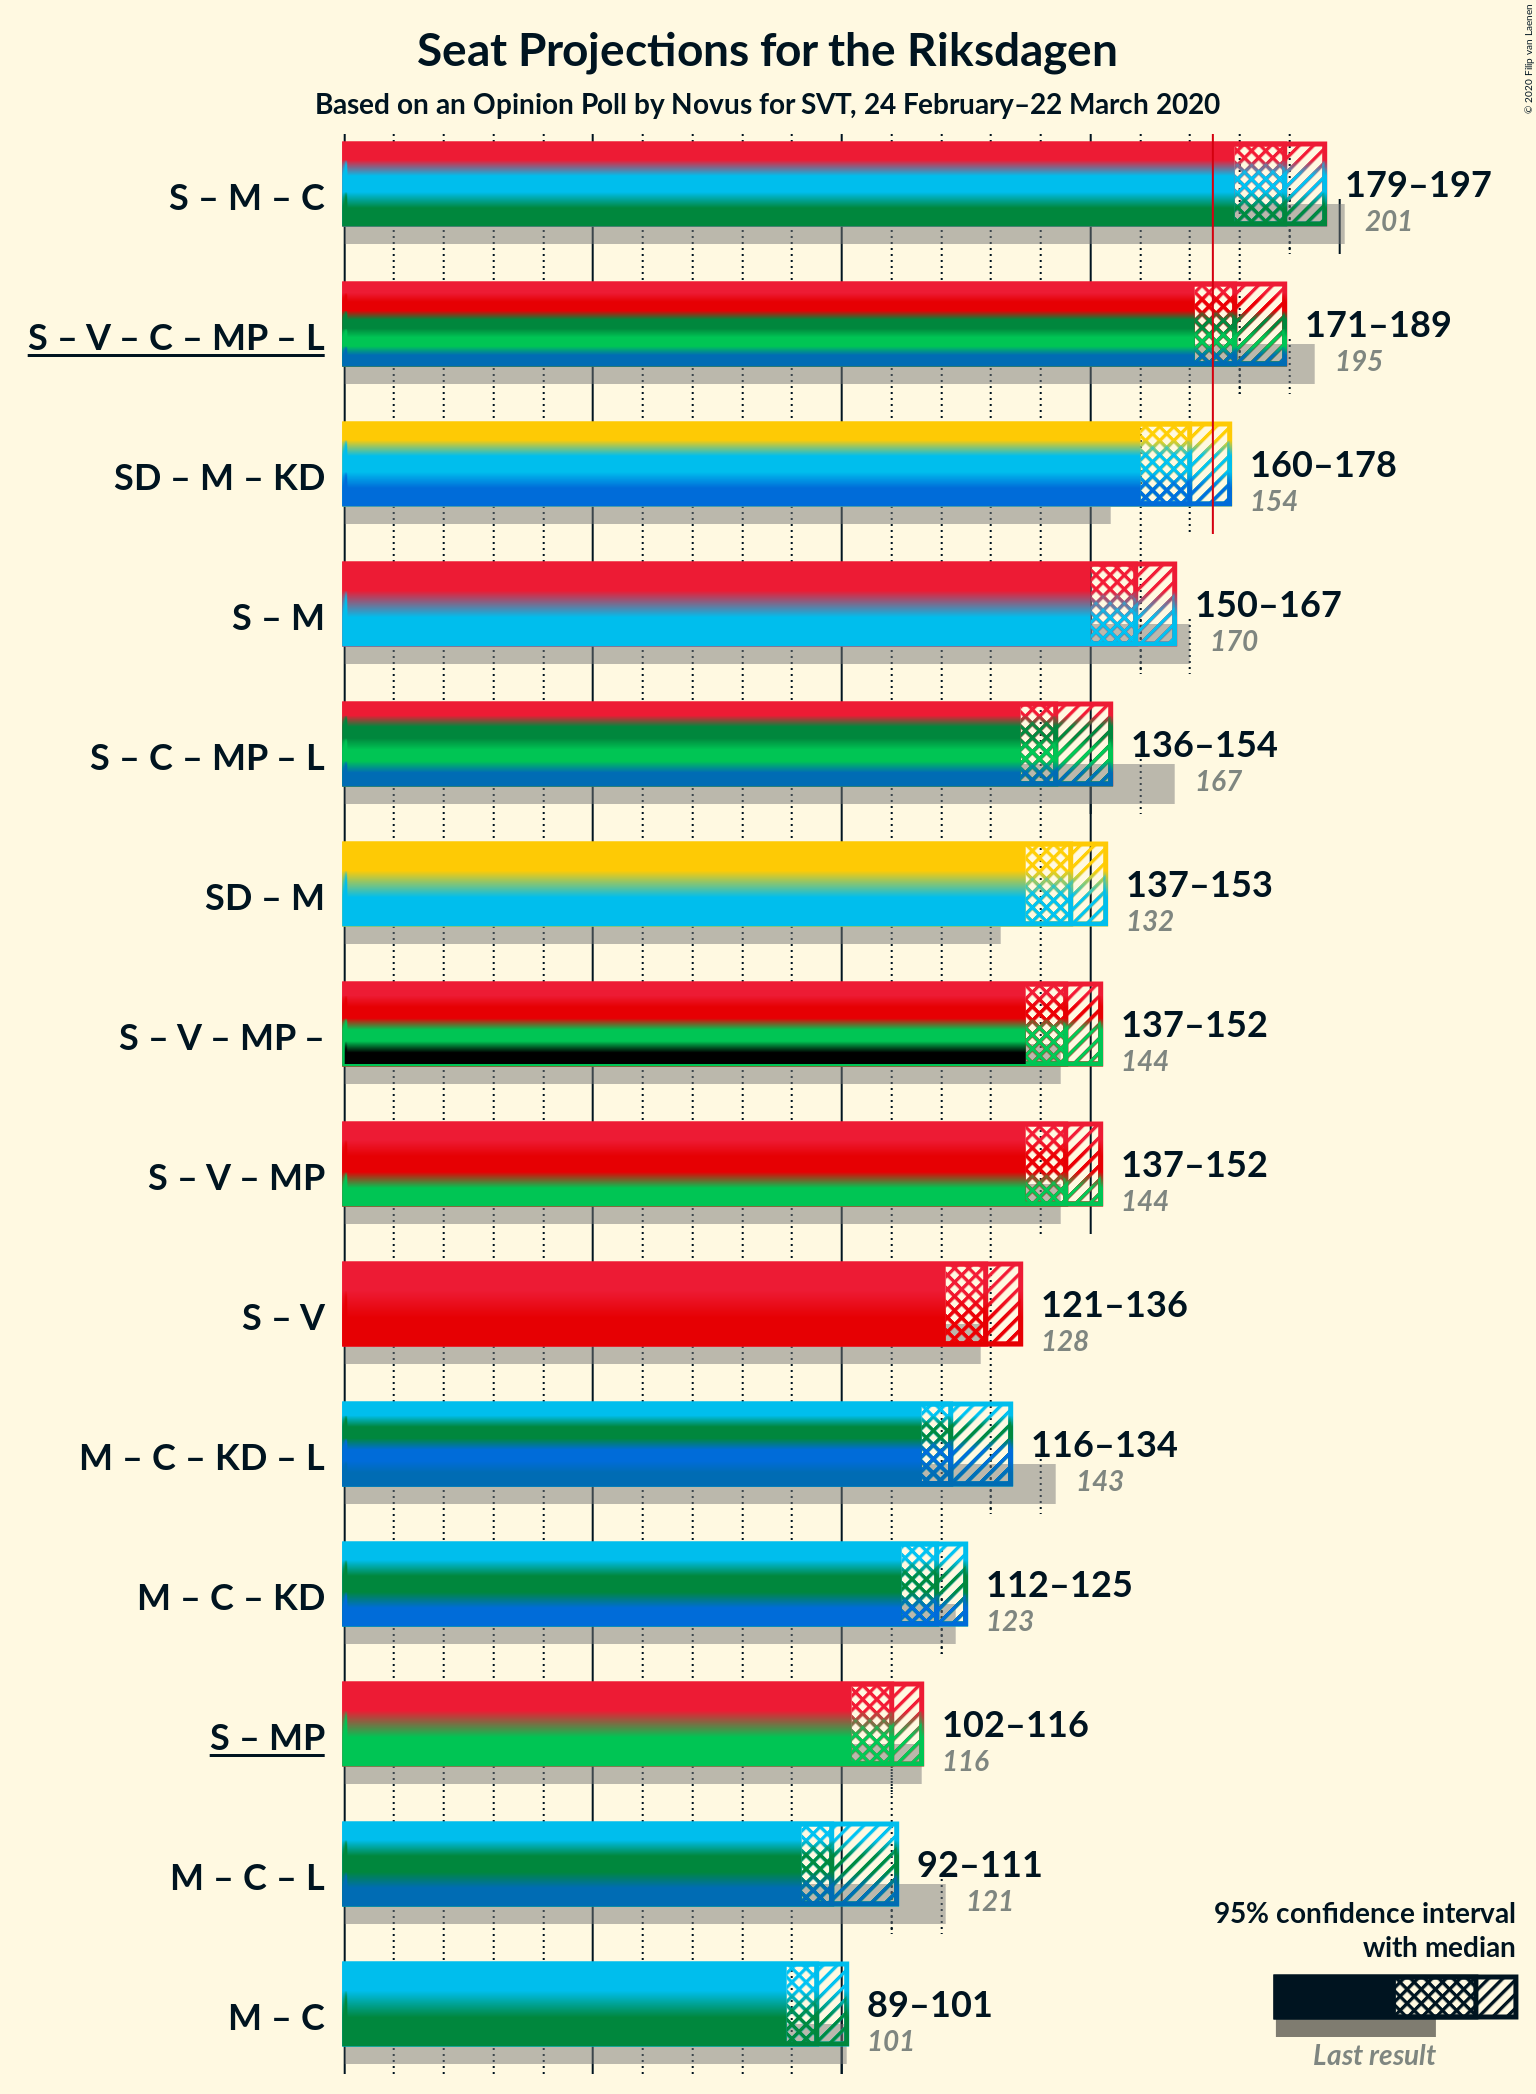 Seat Projections for the Riksdagen
Based on an Opinion Poll by Novus for SVT, 24 February–22 March 2020
© 2020 Filip van Laenen
S – M – C
179–197
201
S – V – C – MP – L
171–189
195
SD – M – KD
160–178
154
S – M
150–167
170
S – C – MP – L
136–154
167
SD – M
137–153
132
S – V – MP –
137–152
144
S – V – MP
137–152
144
S – V
121–136
128
M – C – KD – L
116–134
143
M – C – KD
112–125
123
S – MP
102–116
116
M – C – L
92–111
121
M – C
89–101
101
95% confidence interval
with median
Last result